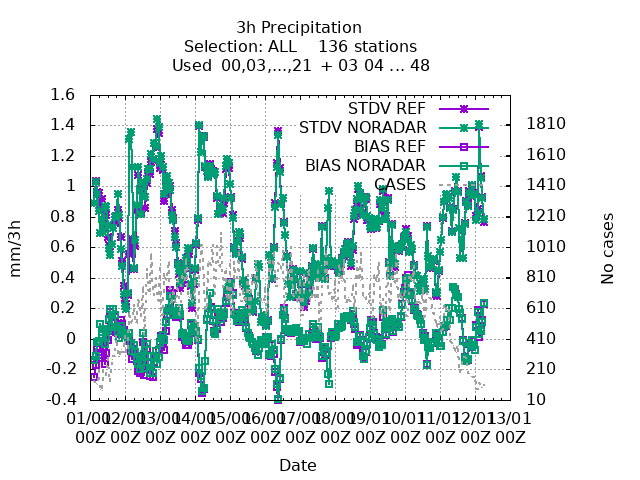 3h Precipitation
Selection: ALL 136 stations
Used 00,03,...,21 + 03 04 ... 48
STDV REF
STDV NORADAR
BIAS REF
BIAS NORADAR
CASES
mm/3h
1.6
1.4
1.2
1
0.8
0.6
0.4
0.2
0
-0.2
-0.4
No cases
1810
1610
1410
1210
1010
810
610
410
210
10
01/01 12/01 13/01 14/01 15/01 16/01 17/01 18/01 19/01 10/01 11/01 12/01 13/01
00Z 00Z 00Z 00Z 00Z 00Z 00Z 00Z 00Z 00Z 00Z 00Z 00Z
Date